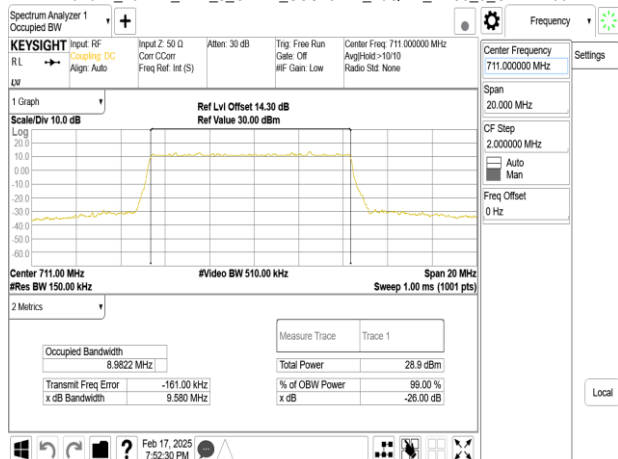 Spectrum Analyzer 1
Occupied BW
Frequency
KEYSIGHT
RL
Input: RF
Coupling: DC
Align: Auto
Input Z: 50 Ω
Corr CCorr
Freq Ref: Int (S)
Atten: 30 dB
Trig: Free Run
Gate: Off
#IF Gain: Low
Center Freq: 711.000000 MHz
Avg|Hold:>10/10
Radio Std: None
1 Graph
Scale/Div 10.0 dB
Ref Lvl Offset 14.30 dB
Ref Value 30.00 dBm
Log
20.0
10.0
0.00
-10.0
-20.0
-30.0
-40.0
-50.0
-60.0
Center 711.00 MHz
#Res BW 150.00 kHz
#Video BW 510.00 kHz
Span 20 MHz
Sweep 1.00 ms (1001 pts)
2 Metrics
Measure Trace
Trace 1
Occupied Bandwidth
8.9822 MHz
Total Power
28.9 dBm
Transmit Freq Error
-161.00 kHz
% of OBW Power
99.00 %
x dB Bandwidth
9.580 MHz
x dB
-26.00 dB
Center Frequency
711.000000 MHz
Span
20.000 MHz
CF Step
2.000000 MHz
Auto
Man
Freq Offset
0 Hz
Settings
Local
?
Feb 17, 2025
7:52:30 PM